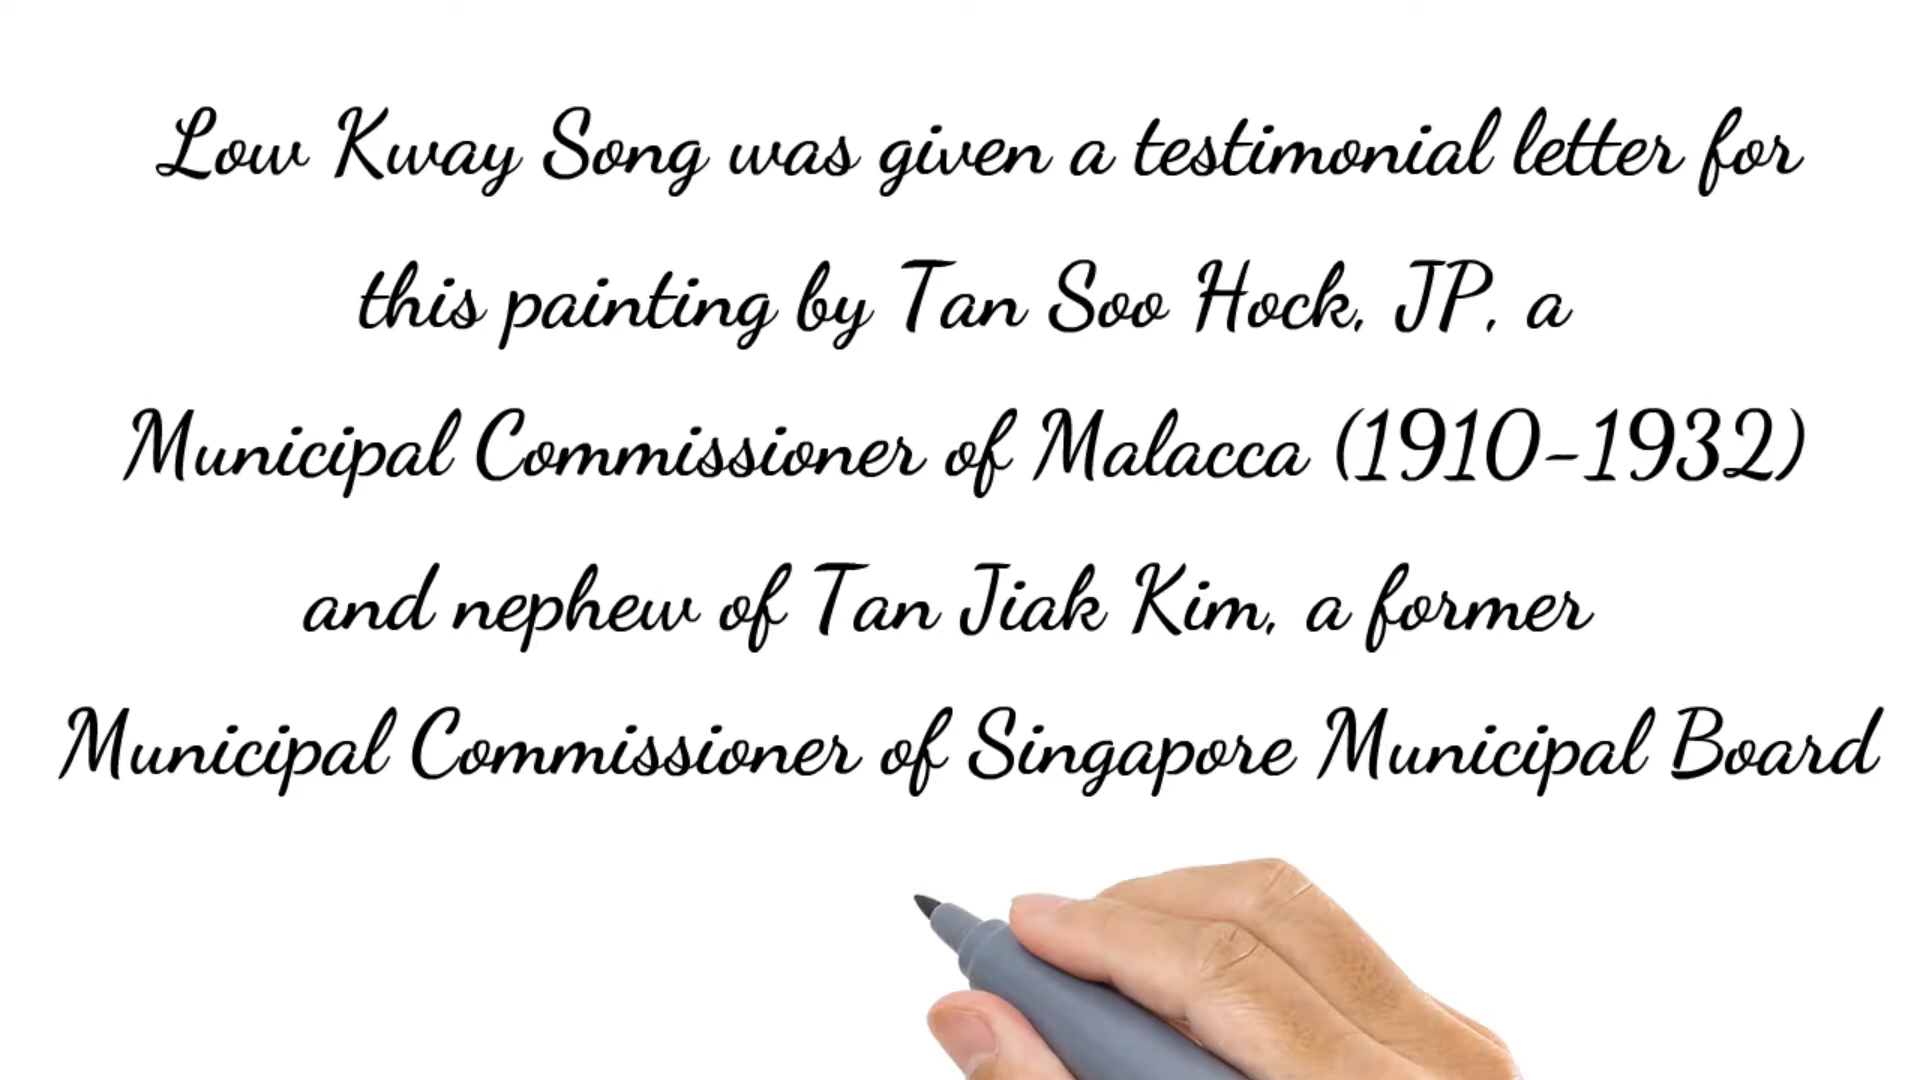 Low Kway Song was given a testimonial letter for
this painting by Tan Soo Hock, JP, a
Municipal Commissioner of Malacca (1910-1932)
and nephew of Tan Jiak Kim, a former
Municipal Commissioner of Singapore Municipal Board